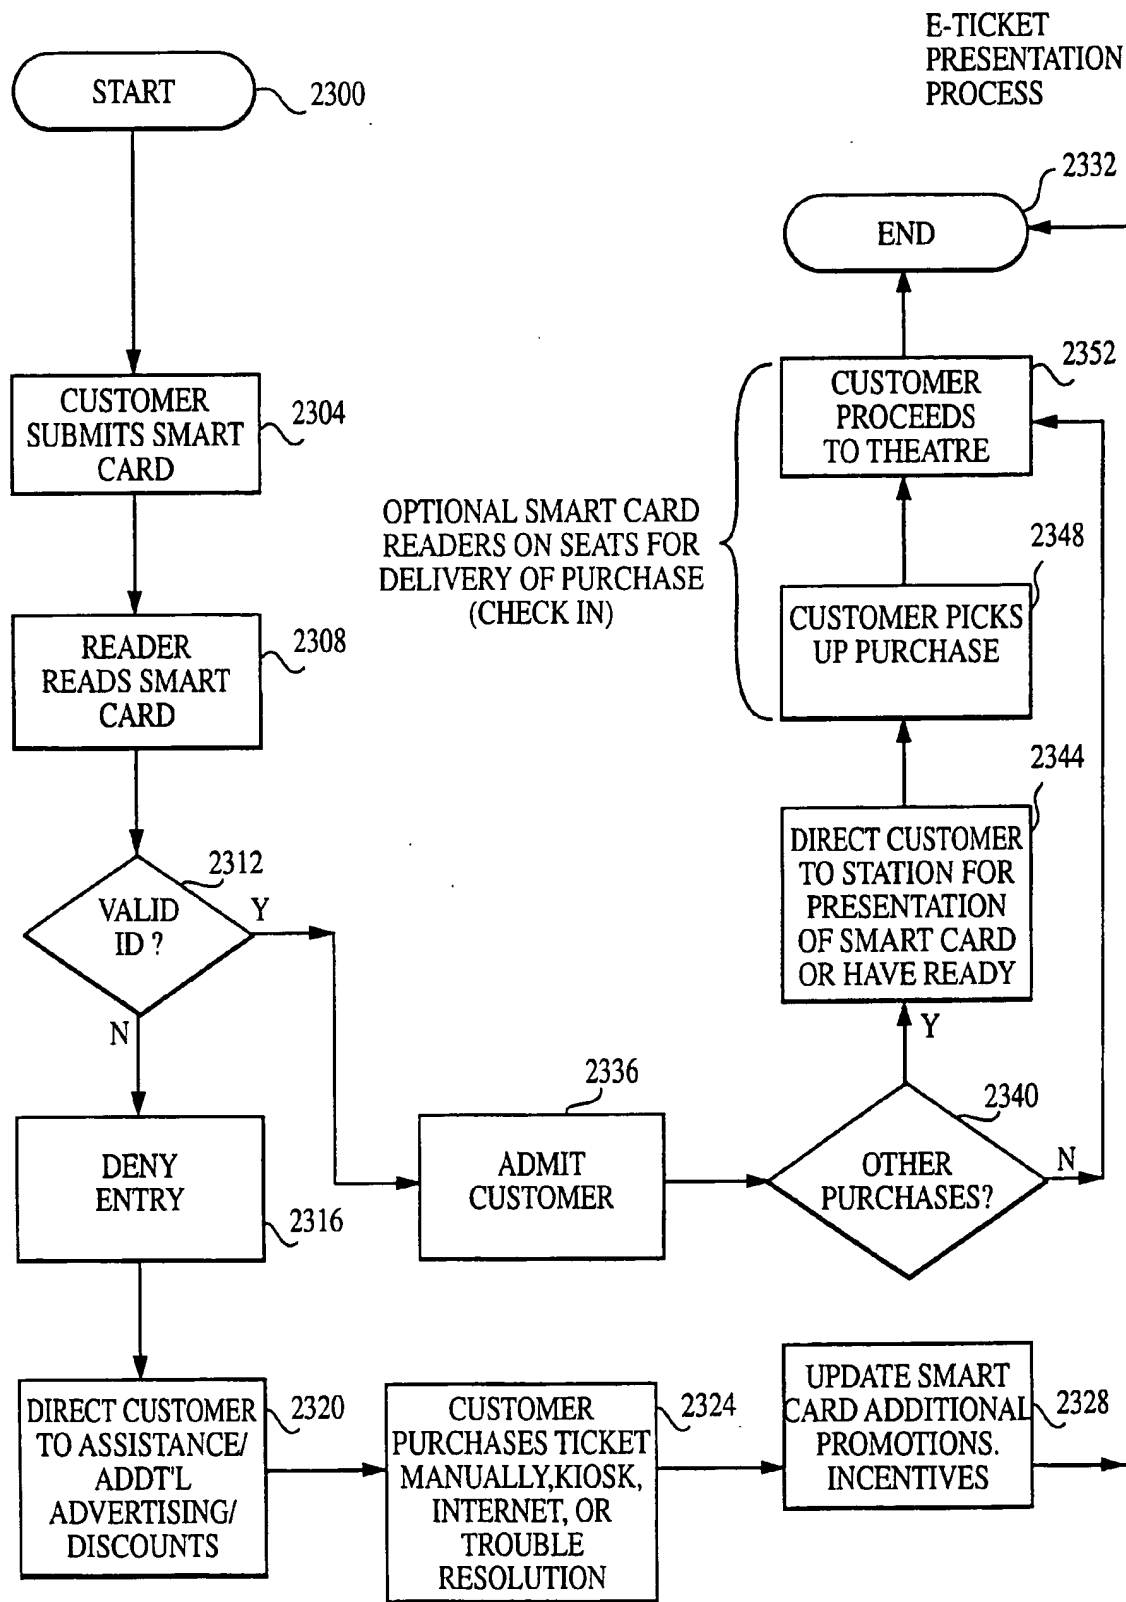 E-TICKET
PRESENTATION
PROCESS
START
2300
CUSTOMER
SUBMITS SMART
CARD
2304
READER
READS SMART
CARD
2308
VALID
ID ?
2312
Y
N
DENY
ENTRY
2316
DIRECT CUSTOMER
TO ASSISTANCE/
ADDT'L
ADVERTISING/
DISCOUNTS
2320
CUSTOMER
PURCHASES TICKET
MANUALLY,KIOSK,
INTERNET, OR
TROUBLE
RESOLUTION
2324
UPDATE SMART
CARD ADDITIONAL
PROMOTIONS.
INCENTIVES
2328
ADMIT
CUSTOMER
2336
OTHER
PURCHASES?
2340
N
Y
DIRECT CUSTOMER
TO STATION FOR
PRESENTATION
OF SMART CARD
OR HAVE READY
2344
CUSTOMER PICKS
UP PURCHASE
2348
OPTIONAL SMART CARD
READERS ON SEATS FOR
DELIVERY OF PURCHASE
(CHECK IN)
CUSTOMER
PROCEEDS
TO THEATRE
2352
END
2332